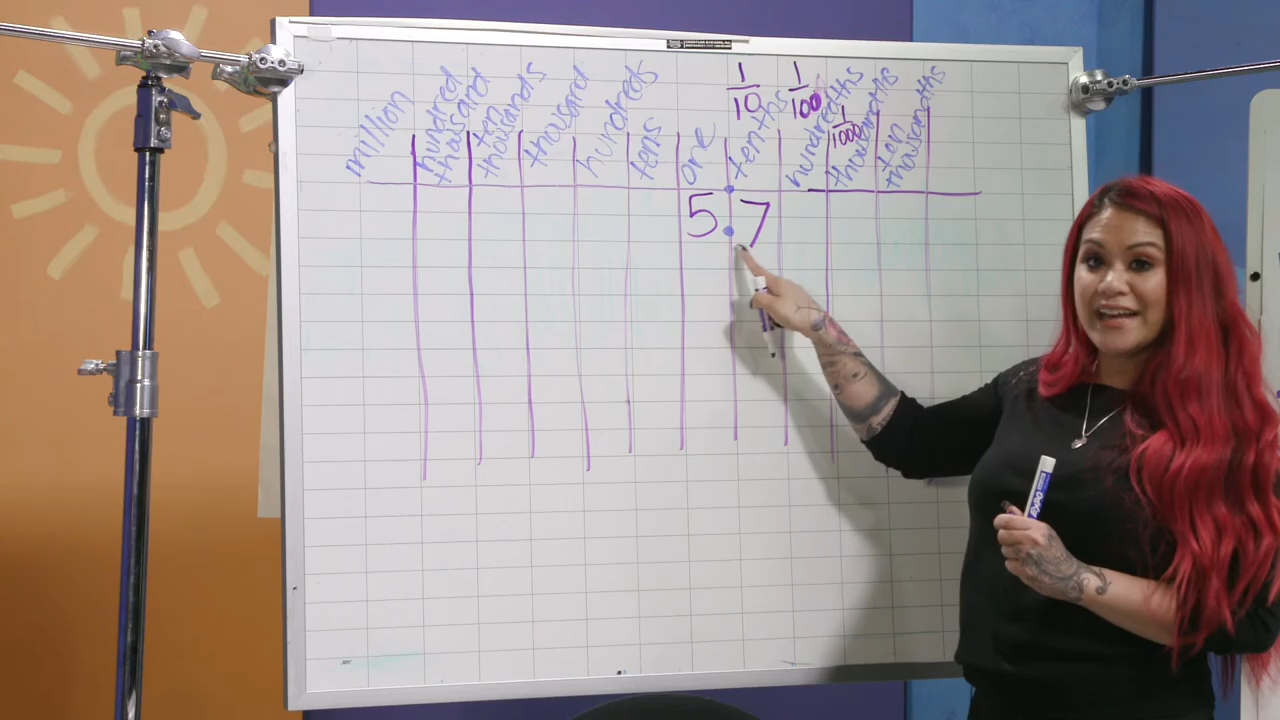 million hundred thousand ten thousands thousand hundreds tens one tenths hundredths thousandths ten thousandths
1/10 1/100 1/1000
5.7
EXPO